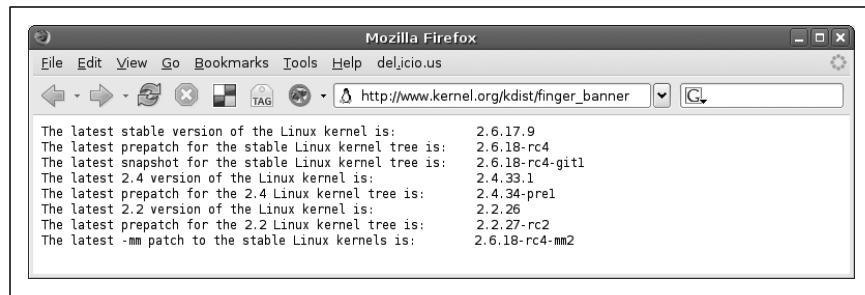 Mozilla Firefox
File Edit View Go Bookmarks Tools Help del.icio.us
TAG http://www.kernel.org/kdist/finger_banner G
The latest stable version of the Linux kernel is: 2.6.17.9
The latest prepatch for the stable Linux kernel tree is: 2.6.18-rc4
The latest snapshot for the stable Linux kernel tree is: 2.6.18-rc4-git1
The latest 2.4 version of the Linux kernel is: 2.4.33.1
The latest prepatch for the 2.4 Linux kernel tree is: 2.4.34-pre1
The latest 2.2 version of the Linux kernel is: 2.2.26
The latest prepatch for the 2.2 Linux kernel tree is: 2.2.27-rc2
The latest -mm patch to the stable Linux kernels is: 2.6.18-rc4-mm2